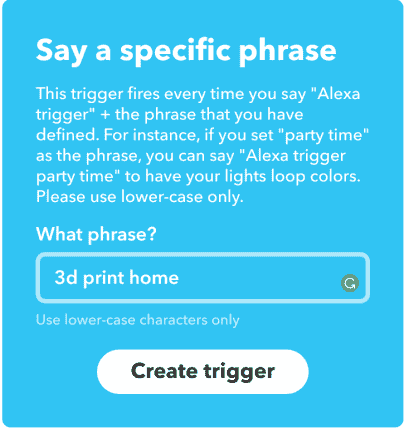 Say a specific phrase
This trigger fires every time you say "Alexa
trigger" + the phrase that you have
defined. For instance, if you set "party time"
as the phrase, you can say "Alexa trigger
party time" to have your lights loop colors.
Please use lower-case only.
What phrase?
3d print home
Use lower-case characters only
Create trigger